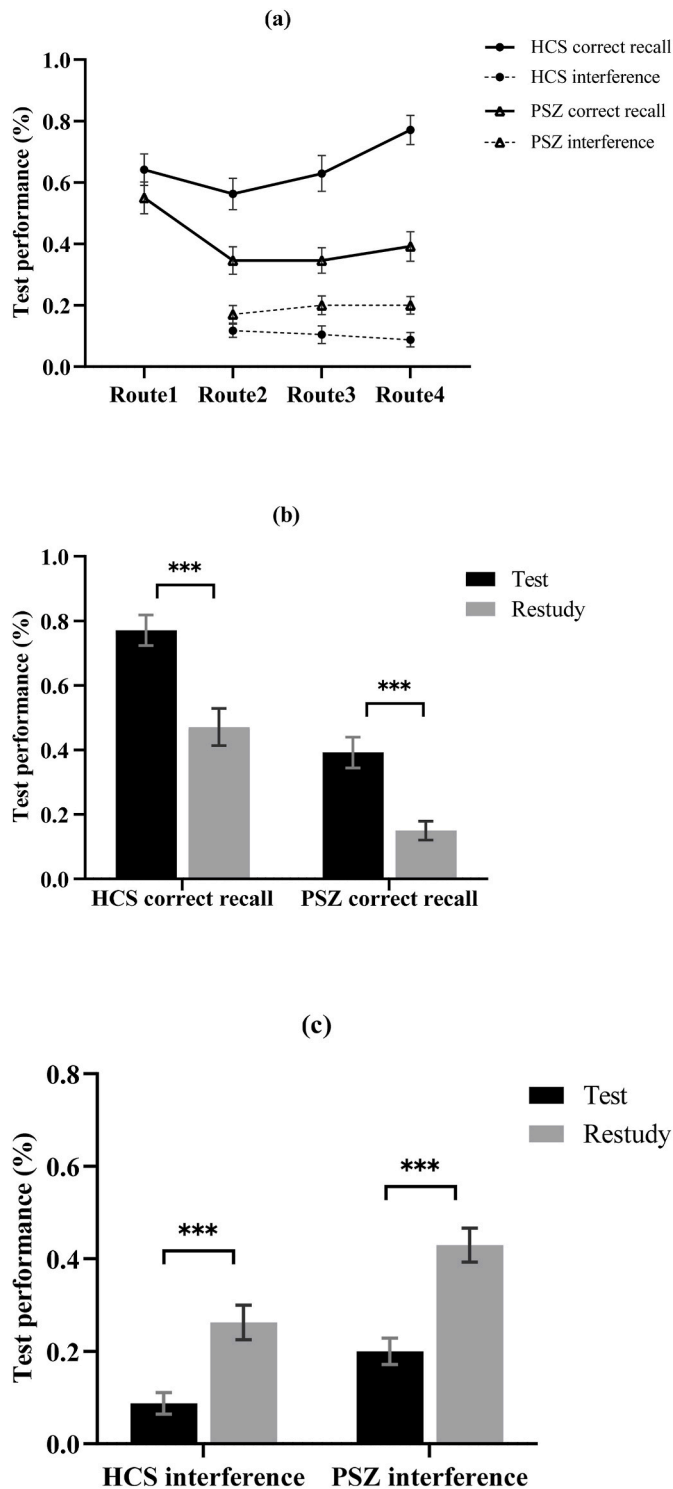 (a)
HCS correct recall
HCS interference
PSZ correct recall
PSZ interference
Test performance (%)
1.0
0.8
0.6
0.4
0.2
0.0
Route1 Route2 Route3 Route4
(b)
Test
Restudy
Test performance (%)
1.0
0.8
0.6
0.4
0.2
0.0
***
***
HCS correct recall PSZ correct recall
(c)
Test
Restudy
Test performance (%)
0.8
0.6
0.4
0.2
0.0
***
***
HCS interference PSZ interference